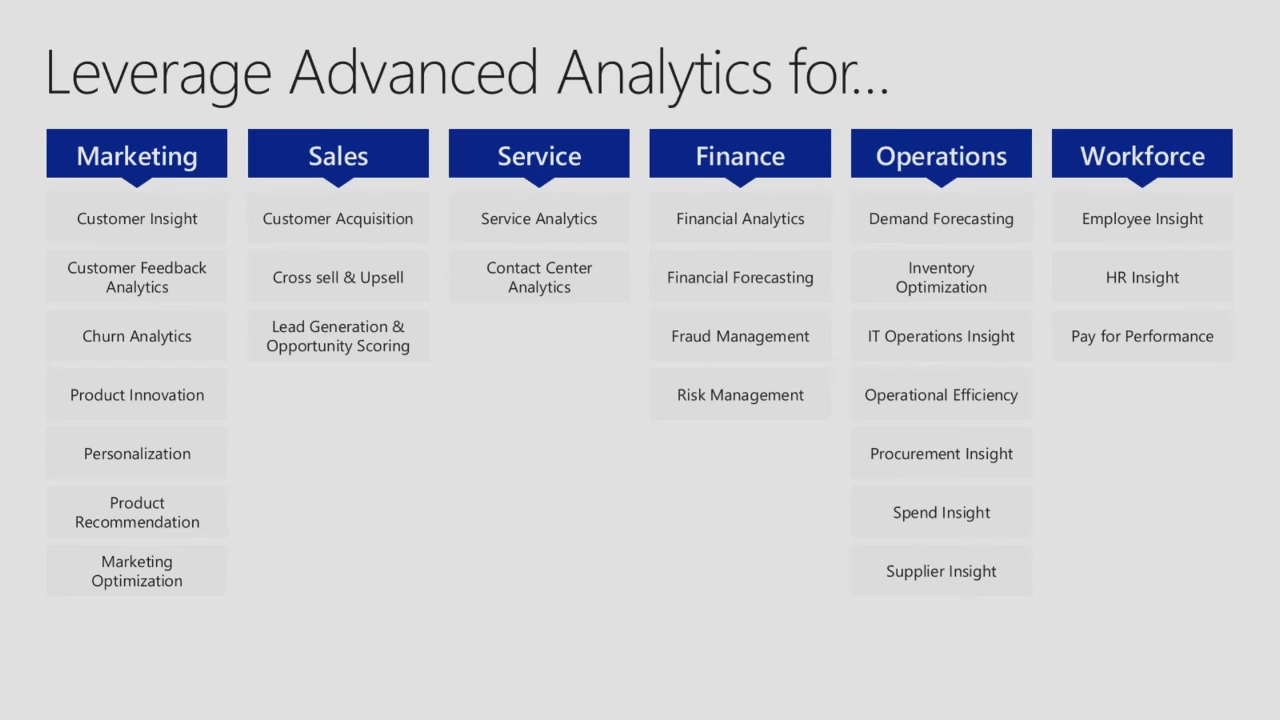 Leverage Advanced Analytics for...
Marketing
Customer Insight
Customer Feedback
Analytics
Churn Analytics
Product Innovation
Personalization
Product
Recommendation
Marketing
Optimization
Sales
Customer Acquisition
Cross sell & Upsell
Lead Generation &
Opportunity Scoring
Service
Service Analytics
Contact Center
Analytics
Finance
Financial Analytics
Financial Forecasting
Fraud Management
Risk Management
Operations
Demand Forecasting
Inventory
Optimization
IT Operations Insight
Operational Efficiency
Procurement Insight
Spend Insight
Supplier Insight
Workforce
Employee Insight
HR Insight
Pay for Performance